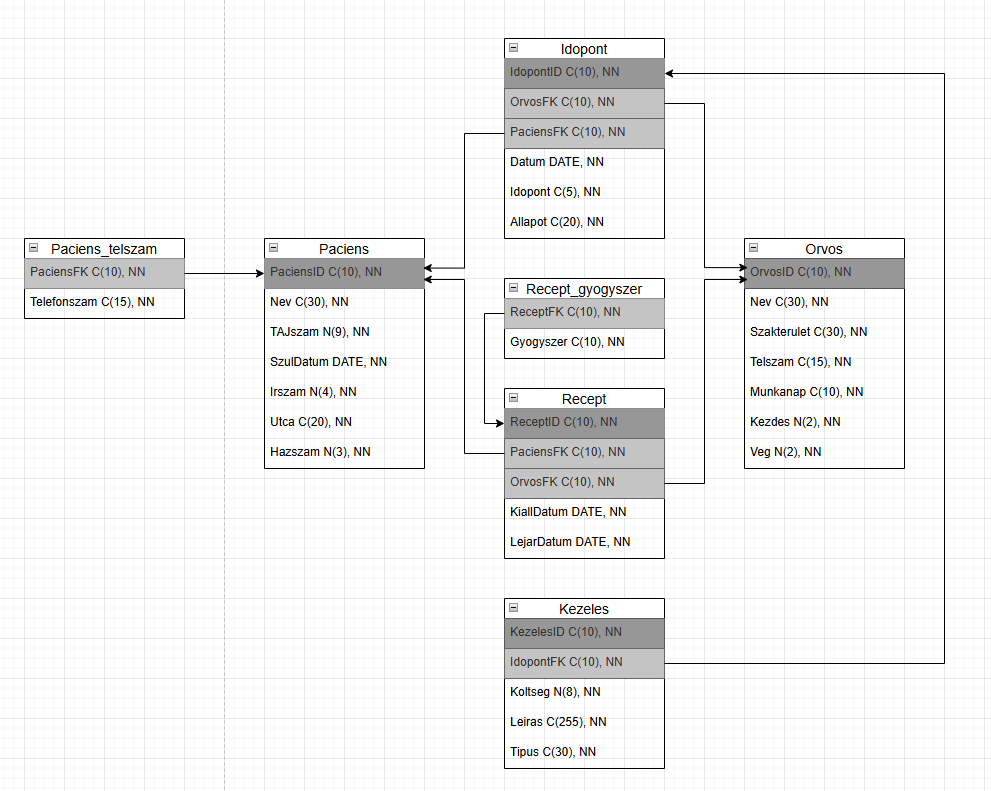 Idopont
IdopontID C(10), NN
OrvosFK C(10), NN
PaciensFK C(10), NN
Datum DATE, NN
Idopont C(5), NN
Allapot C(20), NN
Paciens_telszam
PaciensFK C(10), NN
Telefonszam C(15), NN
Paciens
PaciensID C(10), NN
Nev C(30), NN
TAJszam N(9), NN
SzulDatum DATE, NN
Irszam N(4), NN
Utca C(20), NN
Hazszam N(3), NN
Recept_gyogyszer
ReceptFK C(10), NN
Gyogyszer C(10), NN
Recept
ReceptID C(10), NN
PaciensFK C(10), NN
OrvosFK C(10), NN
KiallDatum DATE, NN
LejarDatum DATE, NN
Orvos
OrvosID C(10), NN
Nev C(30), NN
Szakterulet C(30), NN
Telszam C(15), NN
Munkanap C(10), NN
Kezdes N(2), NN
Veg N(2), NN
Kezeles
KezelesID C(10), NN
IdopontFK C(10), NN
Koltseg N(8), NN
Leiras C(255), NN
Tipus C(30), NN